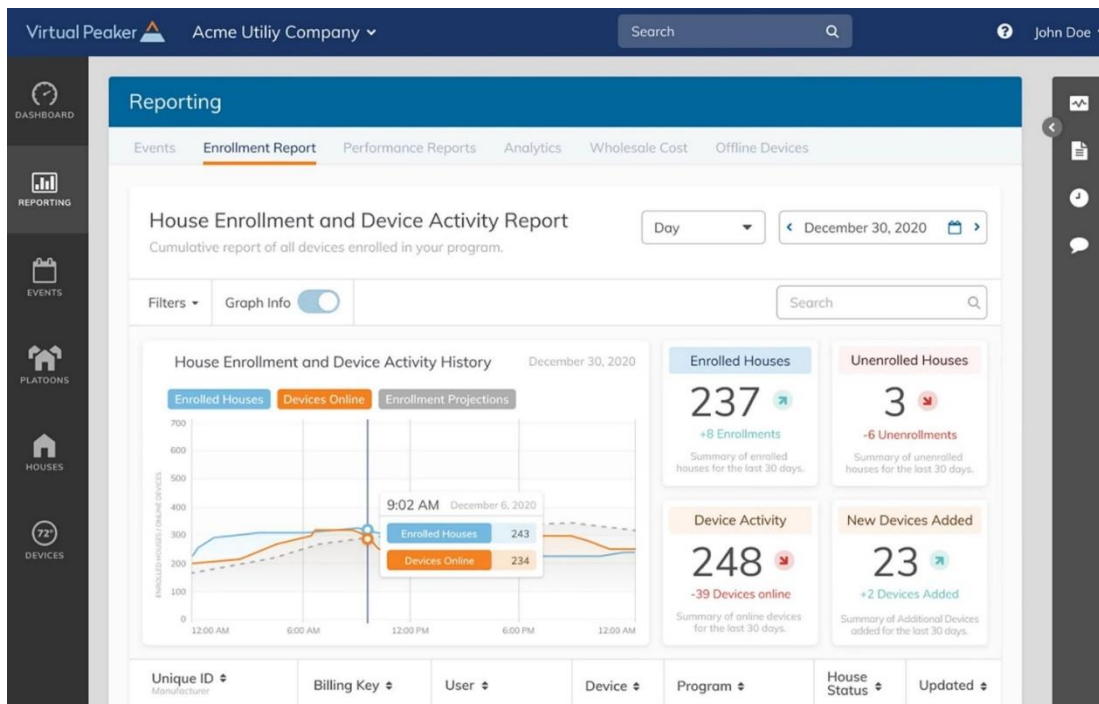 Virtual Peaker
Acme Utiliy Company
Search
John Doe
DASHBOARD
REPORTING
EVENTS
PLATOONS
HOUSES
72°
DEVICES
Reporting
Events Enrollment Report Performance Reports Analytics Wholesale Cost Offline Devices
House Enrollment and Device Activity Report
Cumulative report of all devices enrolled in your program.
Day
December 30, 2020
Filters
Graph Info
Search
House Enrollment and Device Activity History
December 30, 2020
Enrolled Houses Devices Online Enrollment Projections
ENROLLED HOUSES / ONLINE DEVICES
700
600
500
400
300
200
100
0
12:00 AM 6:00 AM 12:00 PM 6:00 PM 12:00 AM
9:02 AM December 6, 2020
Enrolled Houses 243
Devices Online 234
Enrolled Houses
237
+8 Enrollments
Summary of enrolled
houses for the last 30 days.
Unenrolled Houses
3
-6 Unenrollments
Summary of unenrolled
houses for the last 30 days.
Device Activity
248
-39 Devices online
Summary of online devices
for the last 30 days.
New Devices Added
23
+2 Devices Added
Summary of Additional Devices
added for the last 30 days.
Unique ID
Manufacturer
Billing Key
User
Device
Program
House
Status
Updated